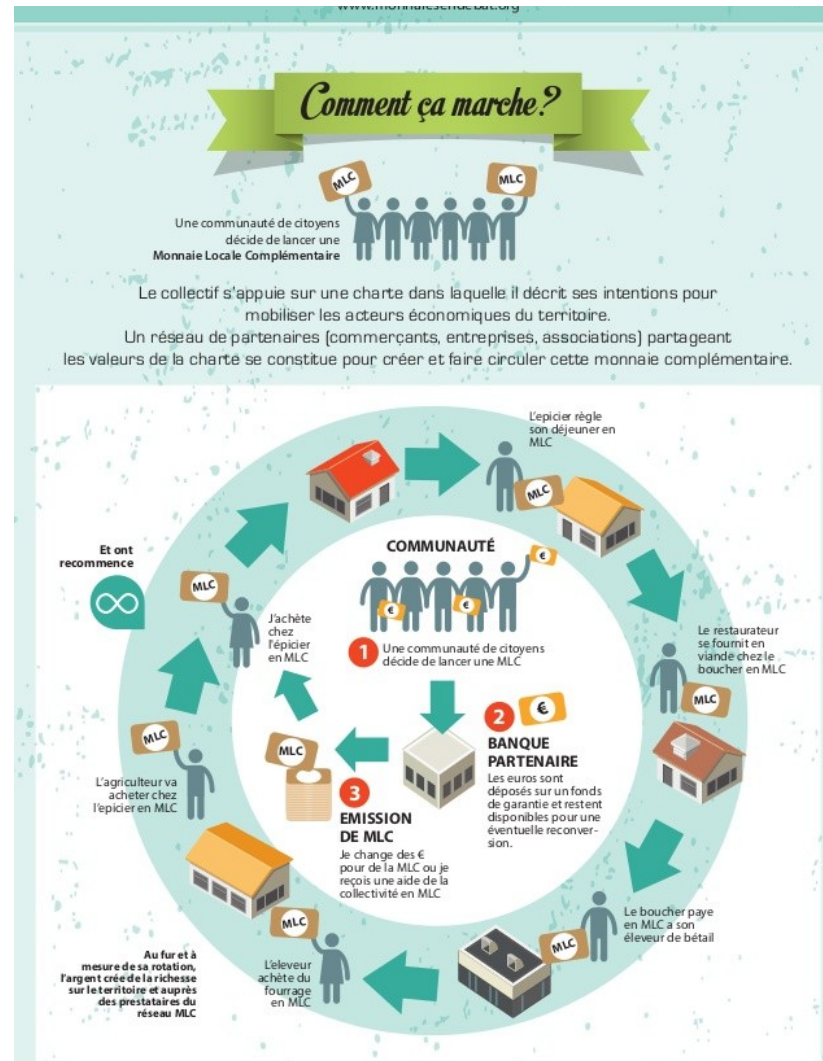 www.monnaiesendebat.org
Comment ça marche?
MLC
MLC
Une communauté de citoyens
décide de lancer une
Monnaie Locale Complémentaire
Le collectif s'appuie sur une charte dans laquelle il décrit ses intentions pour
mobiliser les acteurs économiques du territoire.
Un réseau de partenaires (commerçants, entreprises, associations) partageant
les valeurs de la charte se constitue pour créer et faire circuler cette monnaie complémentaire.
L'epicier règle
son déjeuner en
MLC
MLC
Et ont
recommence
MLC
J'achète
chez
l'épicier
en MLC
COMMUNAUTÉ
€
€
€
1 Une communauté de citoyens
décide de lancer une MLC
Le restaurateur
se fournit en
viande chez le
boucher en MLC
MLC
2 €
BANQUE
PARTENAIRE
Les euros sont
déposés sur un fonds
de garantie et restent
disponibles pour une
éventuelle reconver-
sion.
MLC
3
EMISSION
DE MLC
Je change des €
pour de la MLC ou je
reçois une aide de la
collectivité en MLC
MLC
L'agriculteur va
acheter chez
l'epicier en MLC
Le boucher paye
en MLC a son
éleveur de bétail
MLC
MLC
L'eleveur
achète du
fourrage
en MLC
Au fur et à
mesure de sa rotation,
l'argent crée de la richesse
sur le territoire et auprès
des prestataires du
réseau MLC